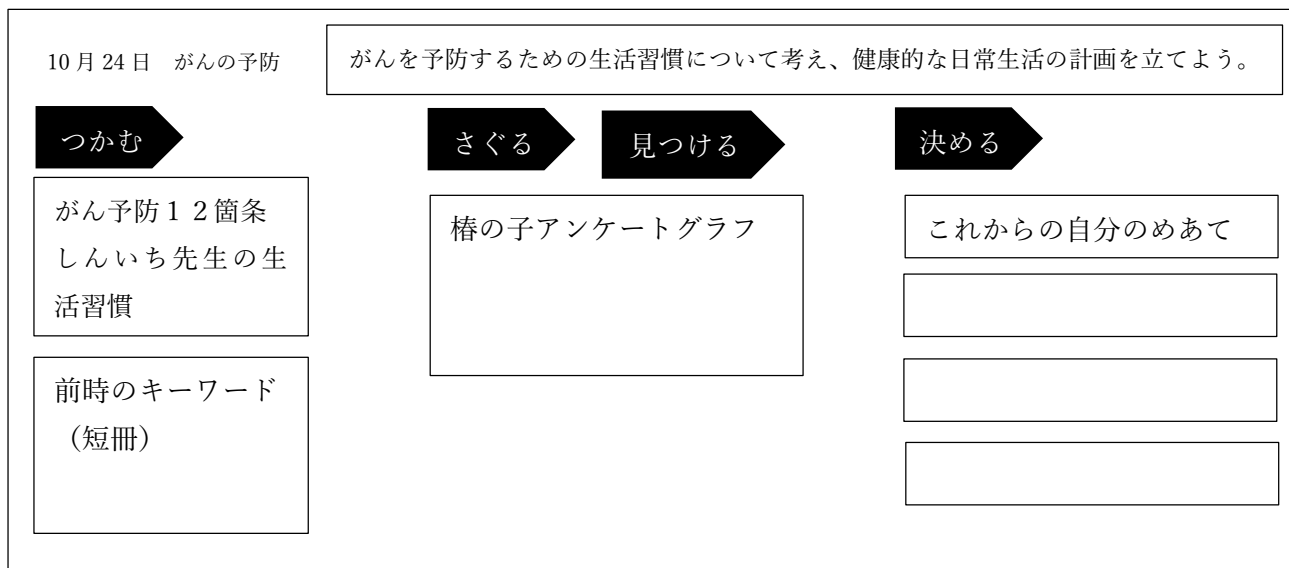 10月24日　がんの予防
がんを予防するための生活習慣について考え、健康的な日常生活の計画を立てよう。
つかむ
がん予防１２箇条
しんいち先生の生
活習慣
前時のキーワード
（短冊）
さぐる
見つける
椿の子アンケートグラフ
決める
これからの自分のめあて